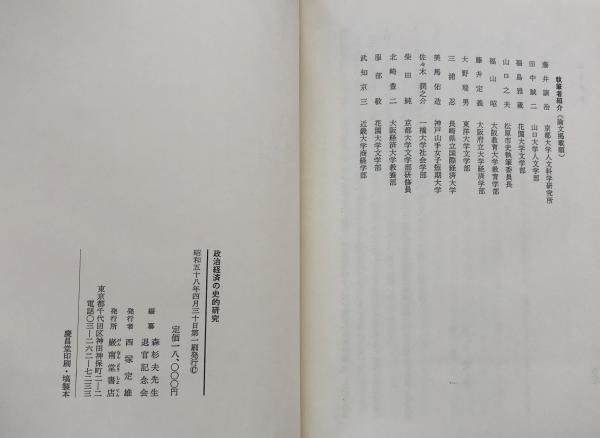 執筆者紹介(論文掲載順)
藤井譲治 京都大学人文科学研究所
田中誠二 山口大学人文学部
福島雅蔵 花園大学文学部
山口之夫 松原市史執筆委員長
福山昭 大阪教育大学教育学部
藤井定義 大阪府立大学経済学部
大野瑞男 東洋大学文学部
三浦忍 長崎県立国際経済大学
美馬佑造 神戸山手女子短期大学
佐々木潤之介 一橋大学社会学部
柴田純 京都大学文学部研修員
北崎豊二 大阪経済大学教養部
服部敬 花園大学文学部
武知京三 近畿大学商経学部
政治経済の史的研究
昭和五十八年四月三十日第一刷発行©
定価一八、〇〇〇円
編纂 森杉夫先生退官記念会
発行者 西塚定雄
発行所 巌南堂書店
東京都千代田区神田神保町二-二
電話〇三-二六二-七二三三
慶昌堂印刷・塙製本